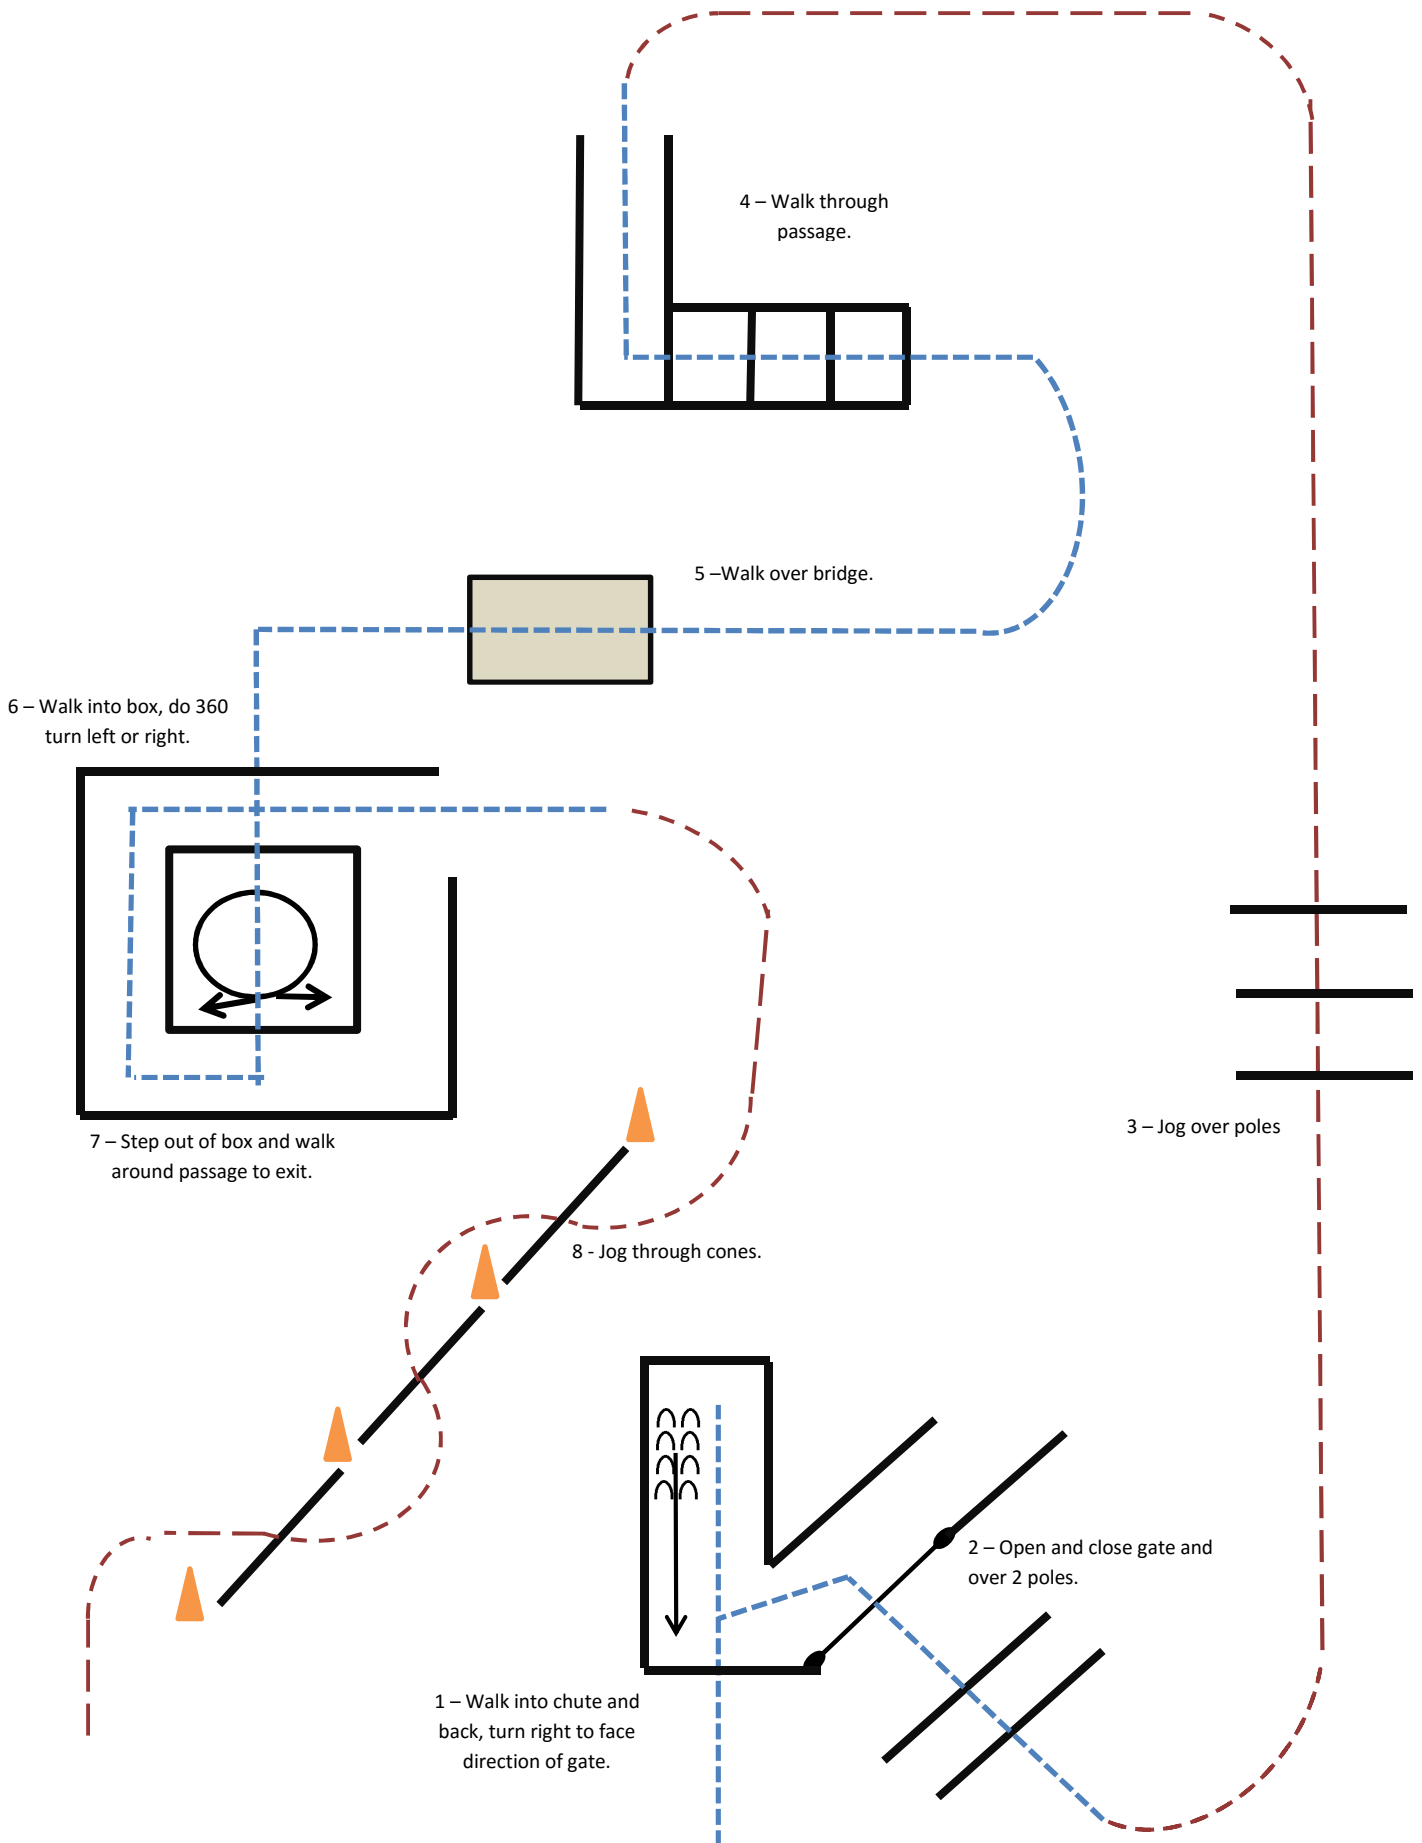 4 – Walk through
passage.
5 –Walk over bridge.
6 – Walk into box, do 360
turn left or right.
3 – Jog over poles
7 – Step out of box and walk
around passage to exit.
8 - Jog through cones.
2 – Open and close gate and
over 2 poles.
1 – Walk into chute and
back, turn right to face
direction of gate.